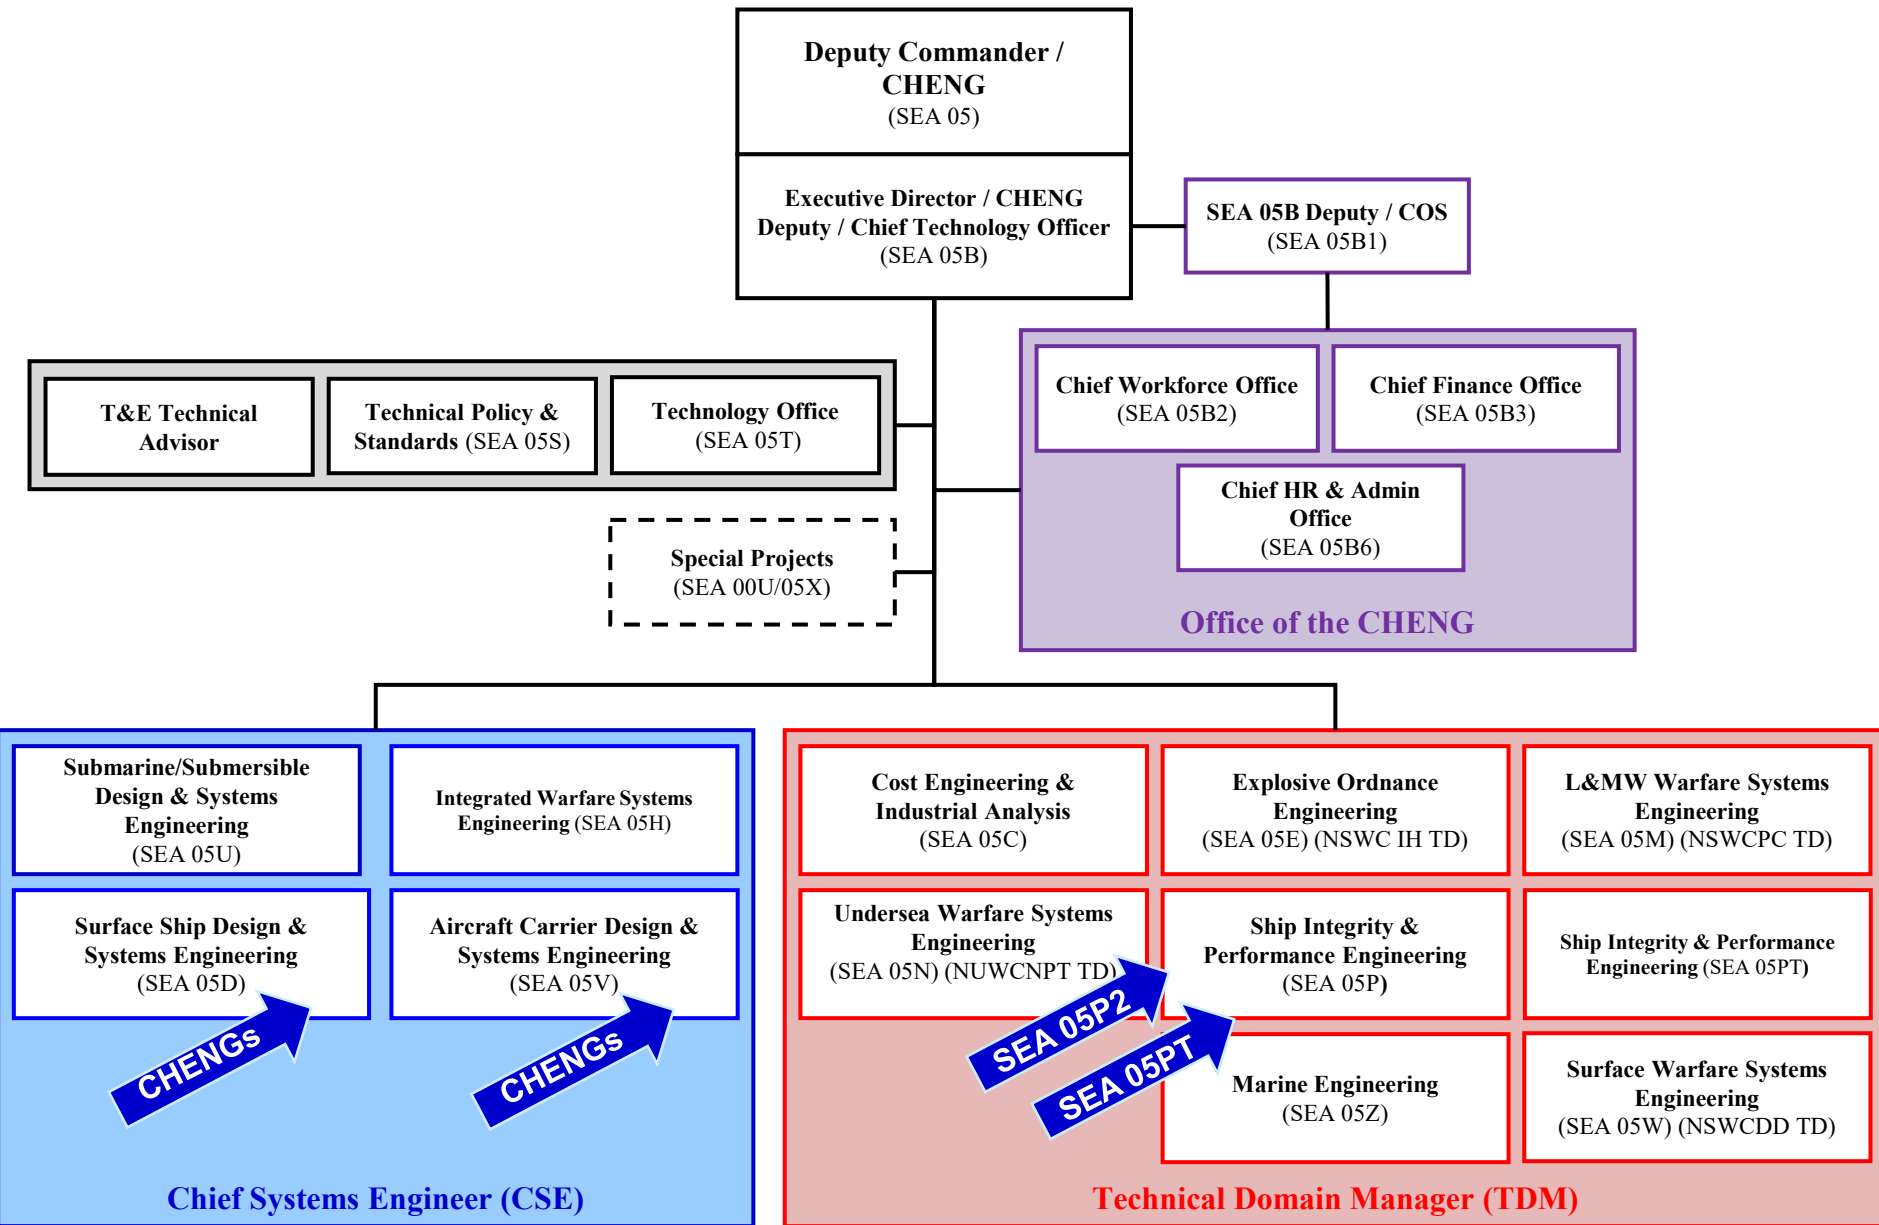 Deputy Commander /
CHENG
(SEA 05)
Executive Director / CHENG
Deputy / Chief Technology Officer
(SEA 05B)
SEA 05B Deputy / COS
(SEA 05B1)
T&E Technical
Advisor
Technical Policy &
Standards (SEA 05S)
Technology Office
(SEA 05T)
Chief Workforce Office
(SEA 05B2)
Chief Finance Office
(SEA 05B3)
Chief HR & Admin
Office
(SEA 05B6)
Office of the CHENG
Special Projects
(SEA 00U/05X)
Submarine/Submersible
Design & Systems
Engineering
(SEA 05U)
Integrated Warfare Systems
Engineering (SEA 05H)
Surface Ship Design &
Systems Engineering
(SEA 05D)
Aircraft Carrier Design &
Systems Engineering
(SEA 05V)
CHENGs
CHENGs
Chief Systems Engineer (CSE)
Cost Engineering &
Industrial Analysis
(SEA 05C)
Explosive Ordnance
Engineering
(SEA 05E) (NSWC IH TD)
L&MW Warfare Systems
Engineering
(SEA 05M) (NSWCPC TD)
Undersea Warfare Systems
Engineering
(SEA 05N) (NUWCNPT TD)
Ship Integrity &
Performance Engineering
(SEA 05P)
Ship Integrity & Performance
Engineering (SEA 05PT)
SEA 05P2
SEA 05PT
Marine Engineering
(SEA 05Z)
Surface Warfare Systems
Engineering
(SEA 05W) (NSWCDD TD)
Technical Domain Manager (TDM)